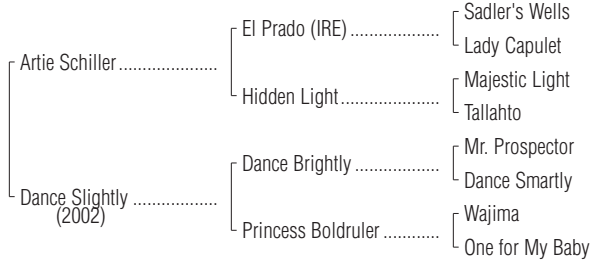 Sadler's Wells
El Prado (IRE) ....................
Lady Capulet
Artie Schiller ......................
Majestic Light
Hidden Light ......................
Tallahto
Mr. Prospector
Dance Brightly ...................
Dance Smartly
Dance Slightly ...................
(2002)
Wajima
Princess Boldruler ............
One for My Baby